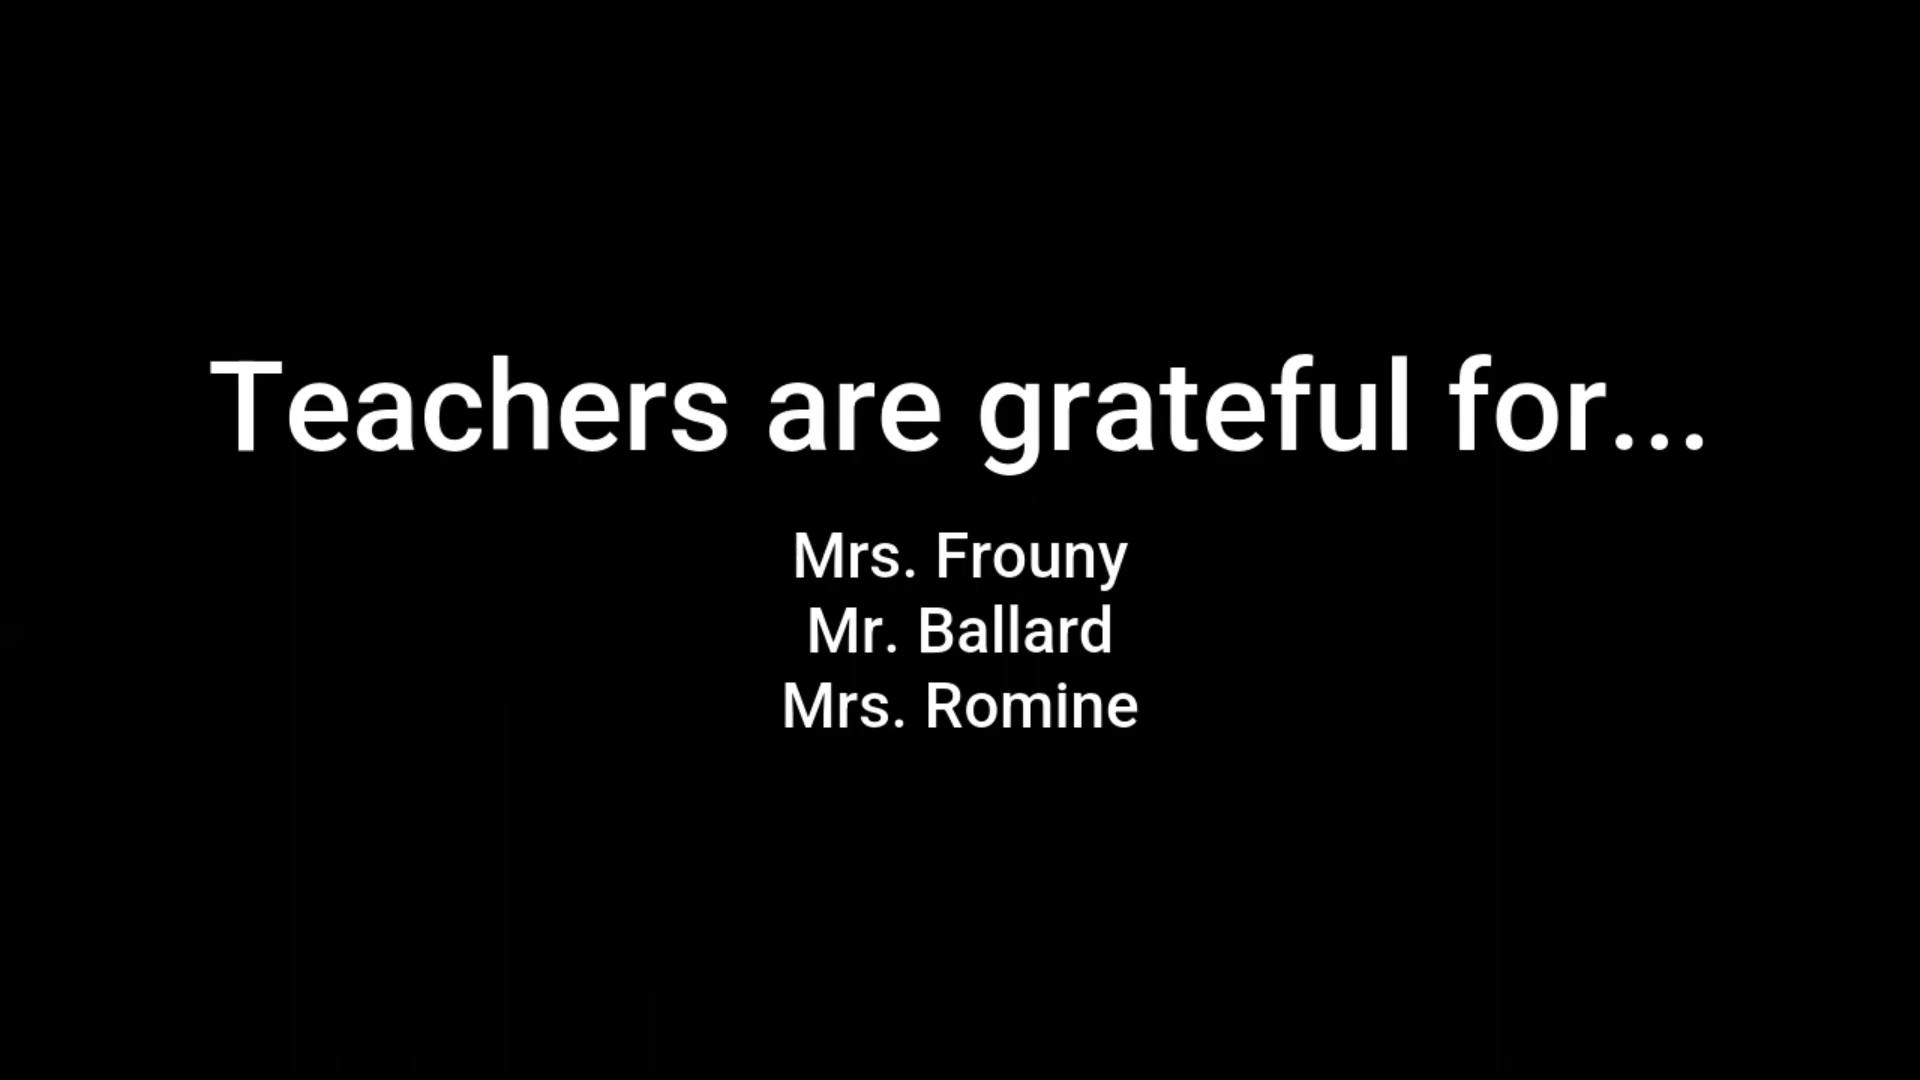 Teachers are grateful for...
Mrs. Frouny
Mr. Ballard
Mrs. Romine